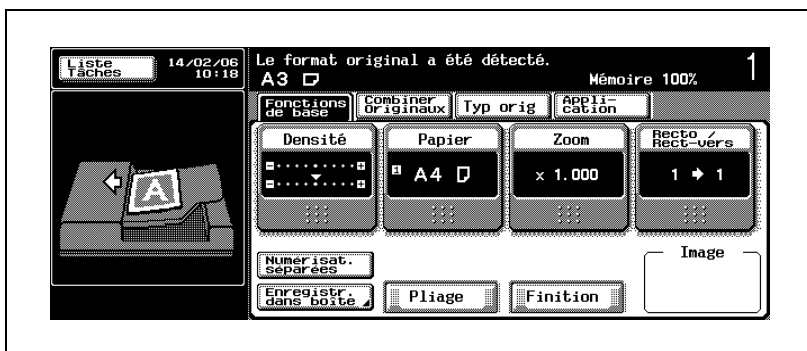 Liste
Tâches
14/02/06
10:18
Le format original a été détecté.
A3
Mémoire 100%
1
Fonctions
de base
Combiner
Originaux
Typ orig
Appli-
cation
Densité
Papier
1 A4
Zoom
x 1.000
Recto /
Rect-vers
1 → 1
A
Numérisat.
séparées
Enregistr.
dans boîte
Pliage
Finition
Image